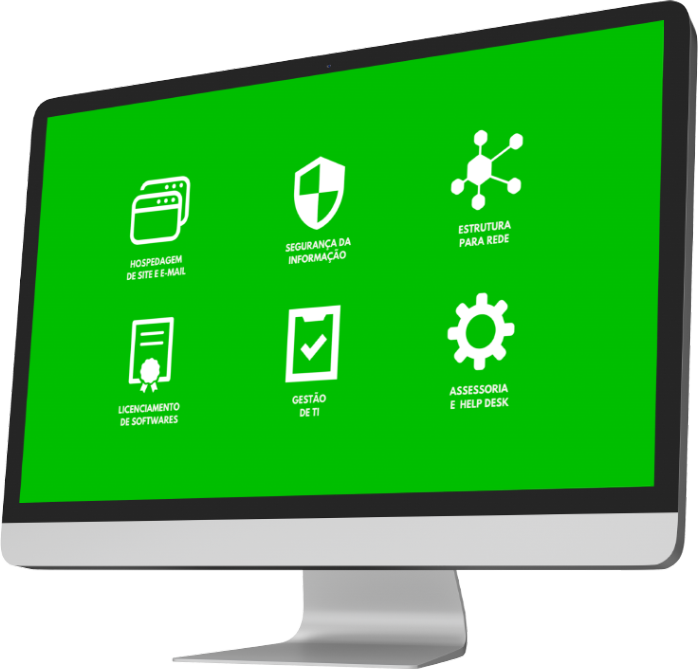 HOSPEDAGEM
DE SITE E E-MAIL
SEGURANÇA DA
INFORMAÇÃO
ESTRUTURA
PARA REDE
LICENCIAMENTO
DE SOFTWARES
GESTÃO
DE TI
ASSESSORIA
E HELP DESK